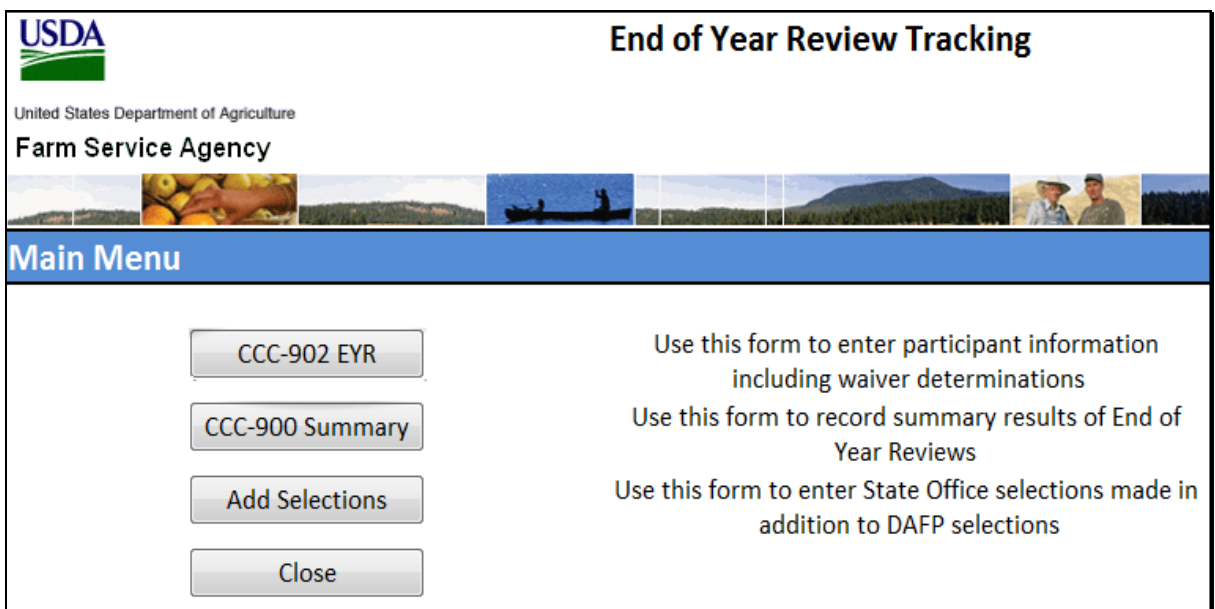 USDA
End of Year Review Tracking
United States Department of Agriculture
Farm Service Agency
Main Menu
CCC-902 EYR
Use this form to enter participant information
including waiver determinations
CCC-900 Summary
Use this form to record summary results of End of
Year Reviews
Add Selections
Use this form to enter State Office selections made in
addition to DAFP selections
Close